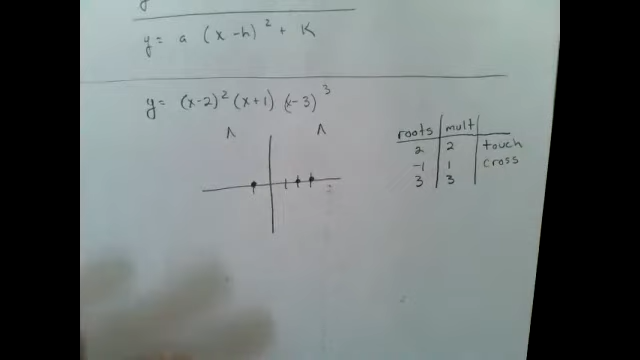 y = a (x-h)² + K
y = (x-2)² (x+1) (x-3)³
roots mult
2 2 touch
-1 1 cross
3 3